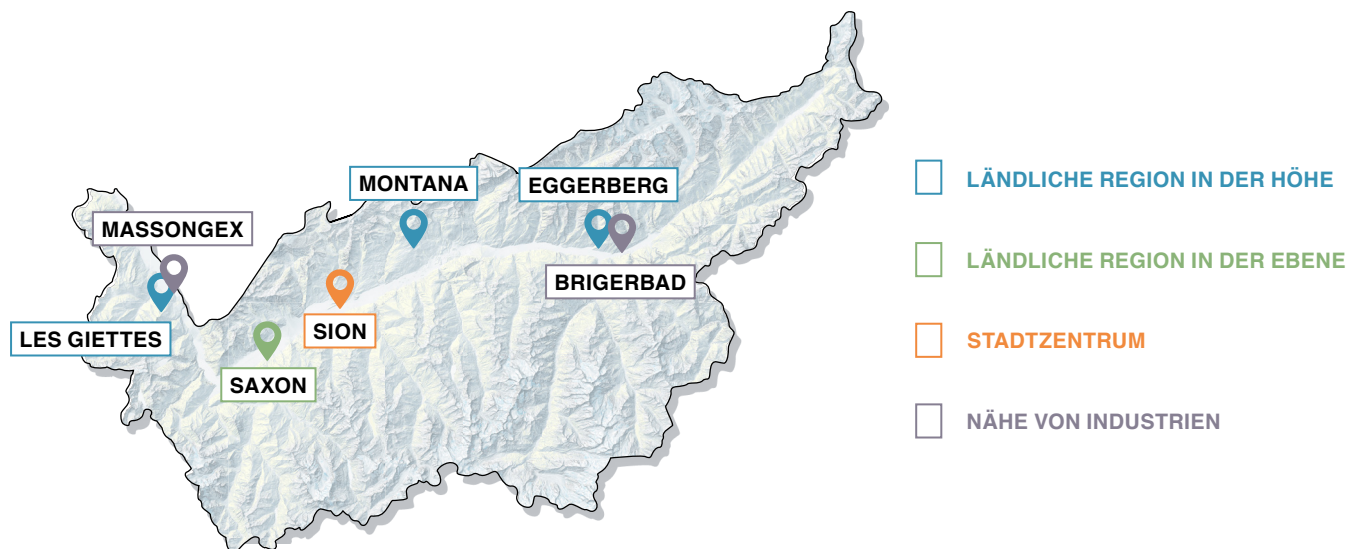 MONTANA
EGGERBERG
MASSONGEX
BRIGERBAD
LES GIETTES
SION
SAXON
LÄNDLICHE REGION IN DER HÖHE
LÄNDLICHE REGION IN DER EBENE
STADTZENTRUM
NÄHE VON INDUSTRIEN